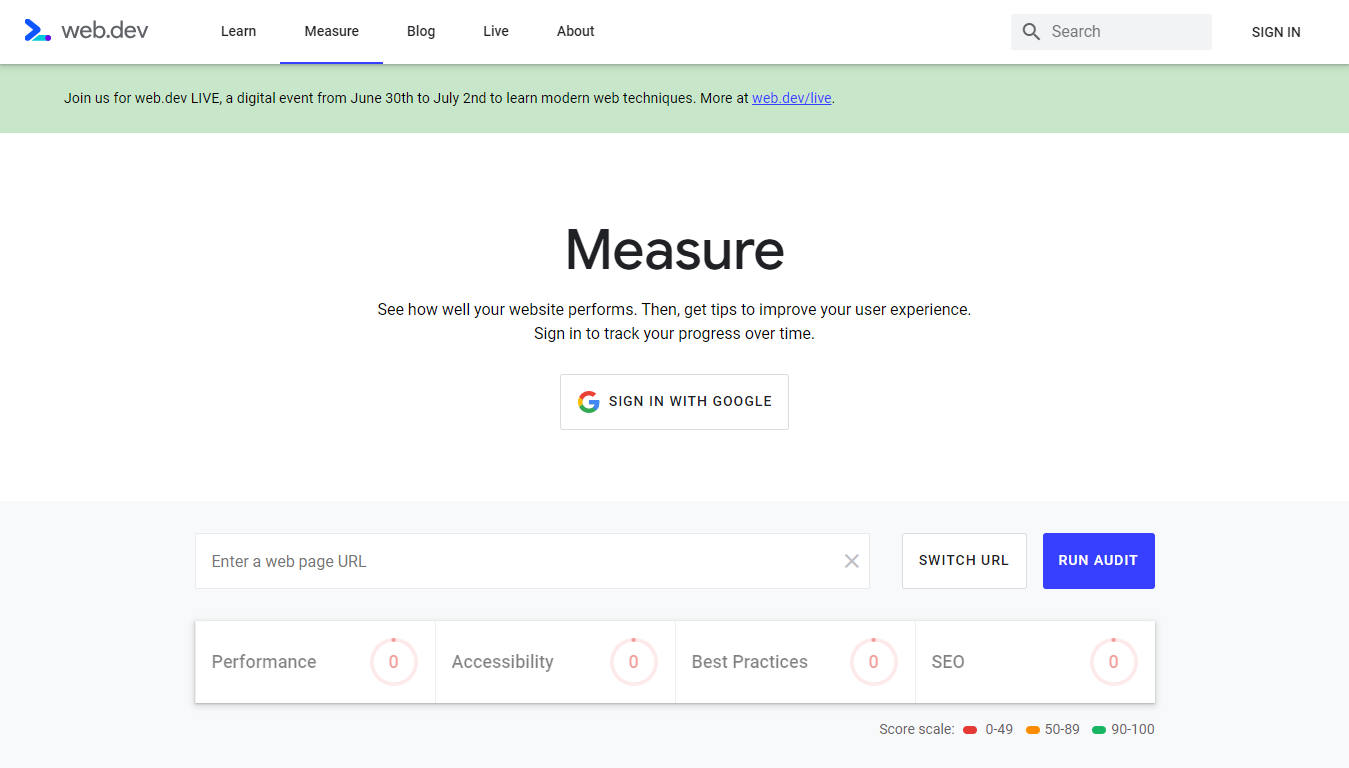 web.dev Learn Measure Blog Live About Search SIGN IN
Join us for web.dev LIVE, a digital event from June 30th to July 2nd to learn modern web techniques. More at web.dev/live.
Measure
See how well your website performs. Then, get tips to improve your user experience.
Sign in to track your progress over time.
SIGN IN WITH GOOGLE
Enter a web page URL SWITCH URL RUN AUDIT
Performance 0 Accessibility 0 Best Practices 0 SEO 0
Score scale: 0-49 50-89 90-100